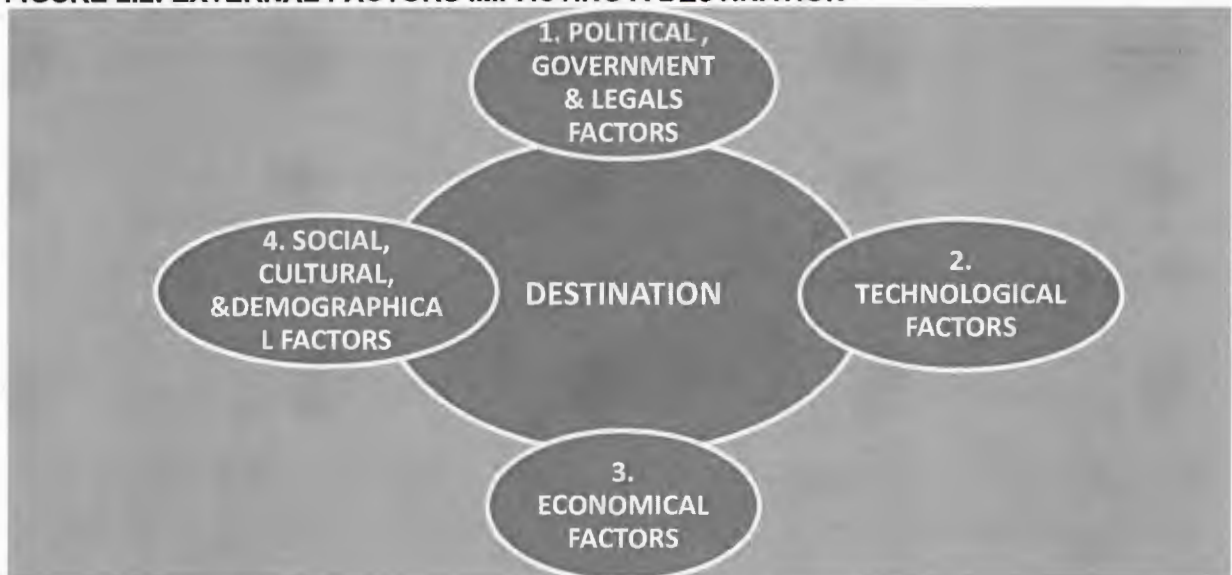 1. POLITICAL ,
GOVERNMENT
& LEGALS
FACTORS
4. SOCIAL,
CULTURAL,
&DEMOGRAPHICA
L FACTORS
DESTINATION
2.
TECHNOLOGICAL
FACTORS
3.
ECONOMICAL
FACTORS